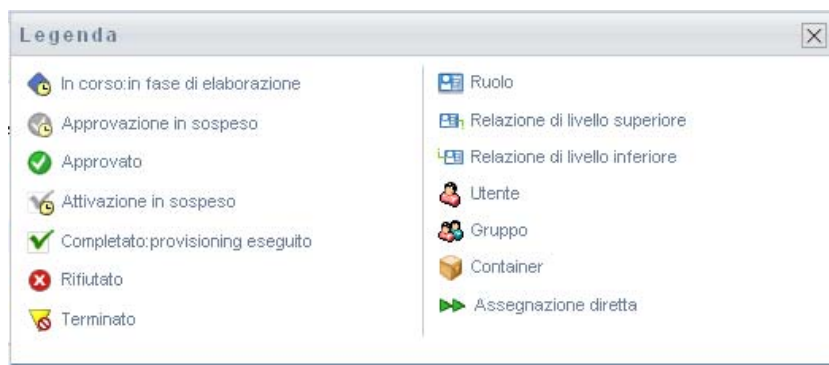 Legenda
In corso:in fase di elaborazione
Approvazione in sospeso
Approvato
Attivazione in sospeso
Completato:provisioning eseguito
Rifiutato
Terminato
Ruolo
Relazione di livello superiore
Relazione di livello inferiore
Utente
Gruppo
Container
Assegnazione diretta